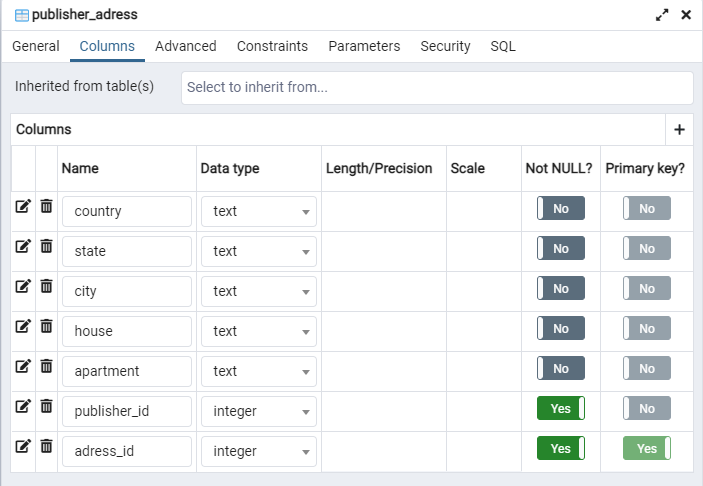 publisher_adress
General Columns Advanced Constraints Parameters Security SQL
Inherited from table(s) Select to inherit from...
Columns
Name Data type Length/Precision Scale Not NULL? Primary key?
country text No No
state text No No
city text No No
house text No No
apartment text No No
publisher_id integer Yes No
adress_id integer Yes Yes